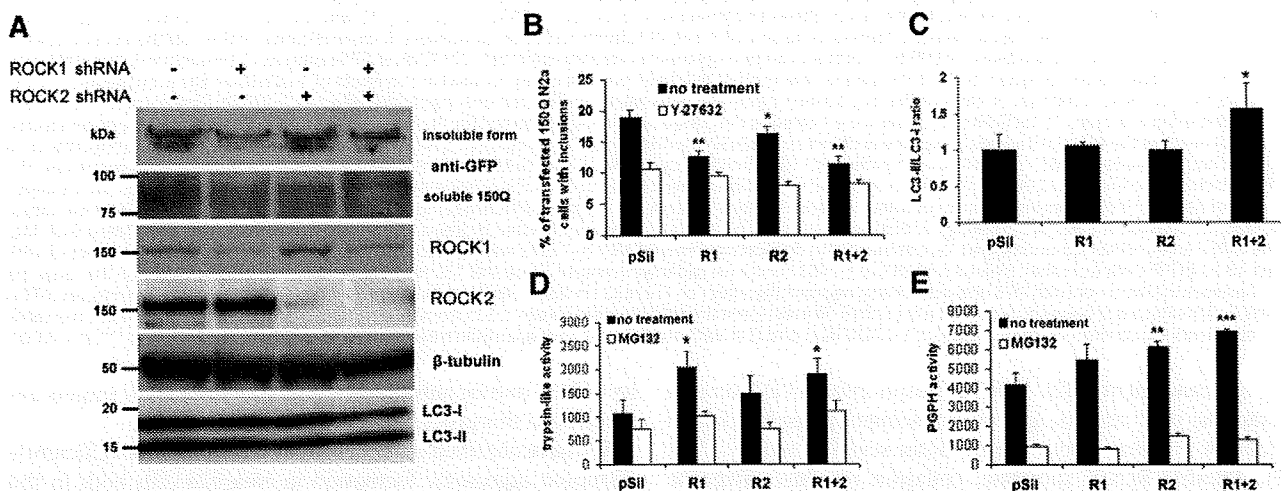 A
ROCK1 shRNA - + - +
ROCK2 shRNA - - + +
kDa
insoluble form
anti-GFP
100
soluble 150Q
75
150
ROCK1
150
ROCK2
50
β-tubulin
20
LC3-I
LC3-II
15
B
% of transfected 150Q N2a
cells with inclusions
25
20
15
10
5
0
no treatment
Y-27632
**
*
**
pSil R1 R2 R1+2
C
LC3-II/LC3-I ratio
2
1.5
1
0.5
0
*
pSil R1 R2 R1+2
D
trypsin-like activity
3000
2500
2000
1500
1000
500
0
no treatment
MG132
*
*
pSil R1 R2 R1+2
E
PGPH activity
8000
7000
6000
5000
4000
3000
2000
1000
0
no treatment
MG132
**
***
pSil R1 R2 R1+2